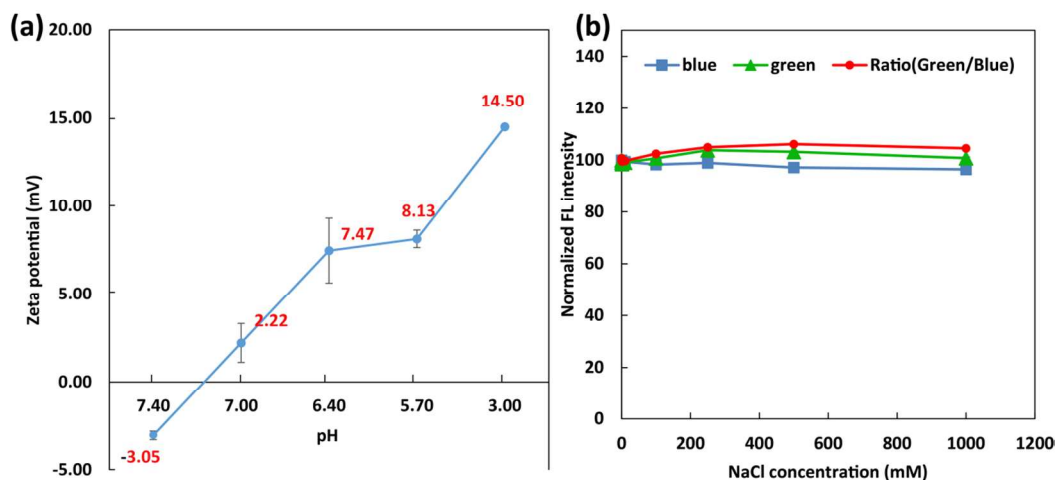 (a)
20.00
15.00
10.00
5.00
0.00
-5.00
Zeta potential (mV)
-3.05
2.22
7.47
8.13
14.50
7.40 7.00 6.40 5.70 3.00
pH
(b)
blue green Ratio(Green/Blue)
140
120
100
80
60
40
20
0
Normalized FL intensity
0 200 400 600 800 1000 1200
NaCl concentration (mM)